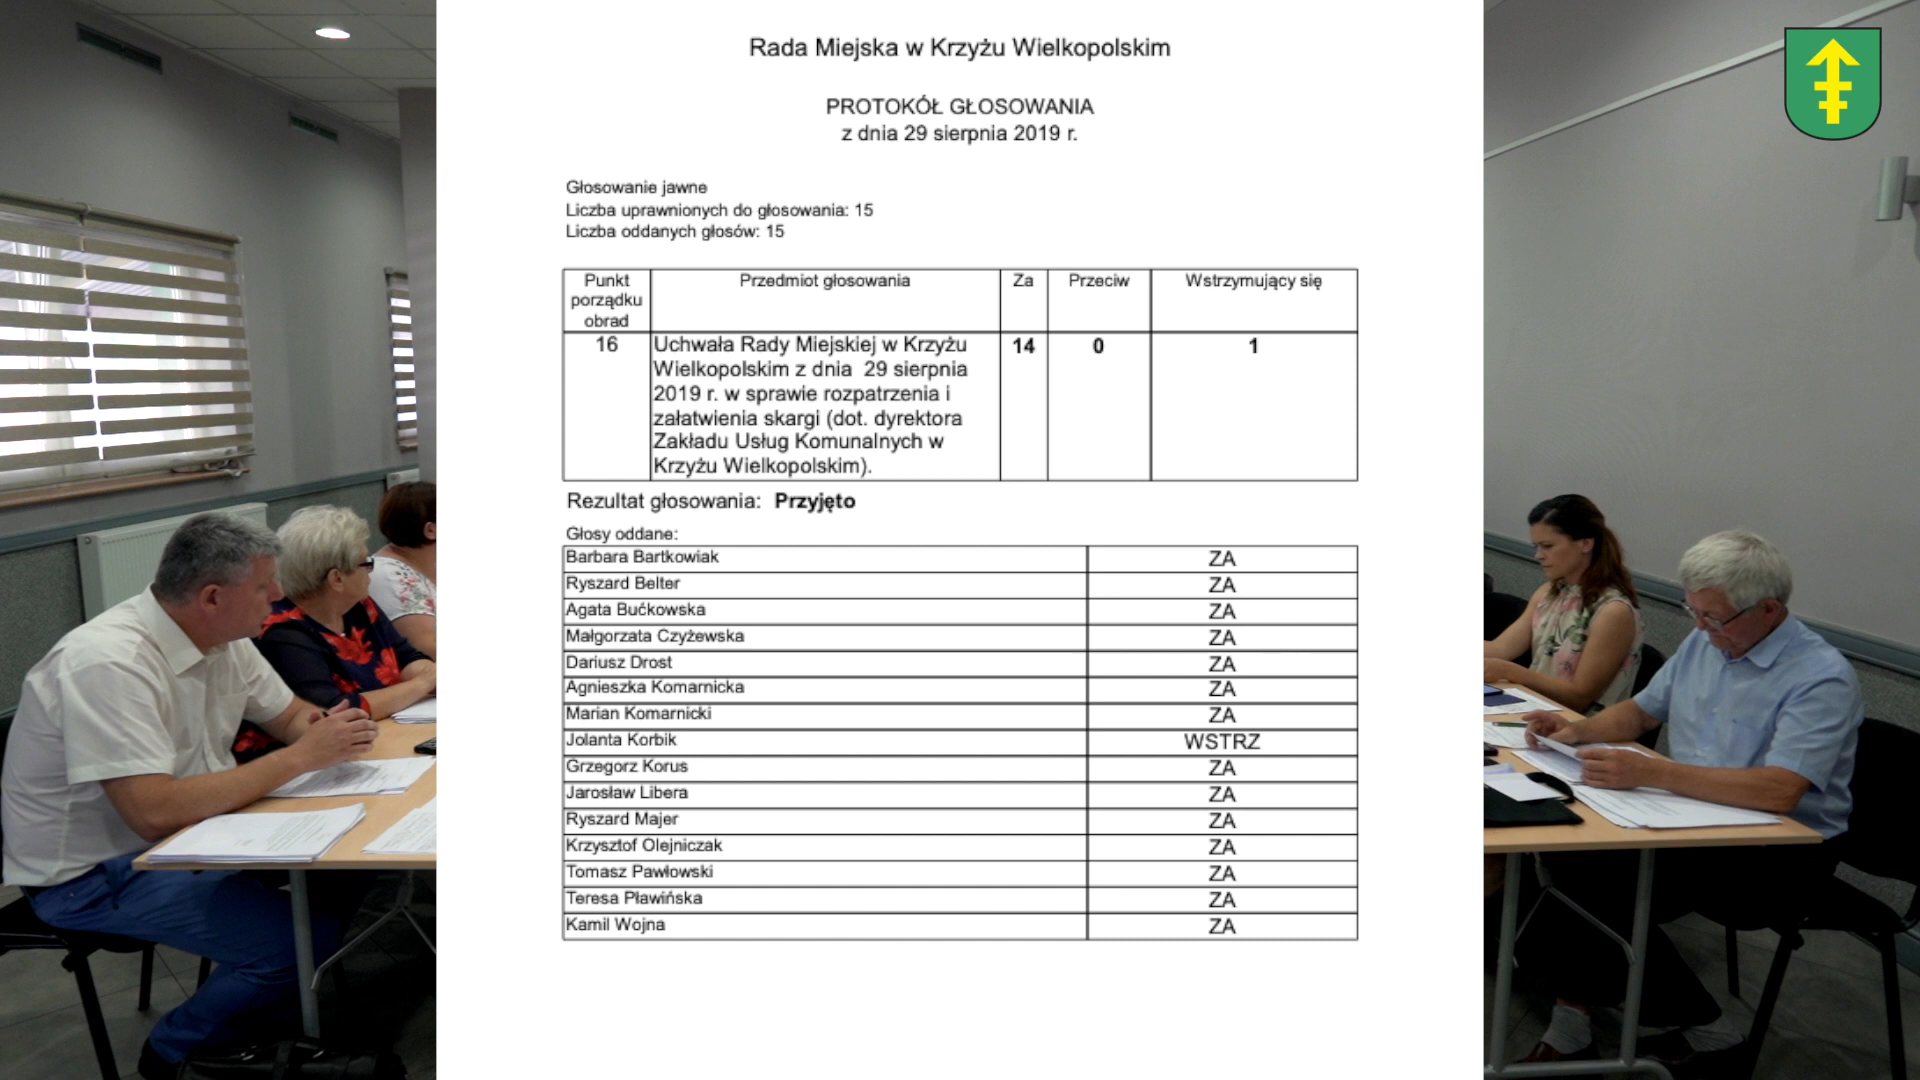 Rada Miejska w Krzyżu Wielkopolskim
PROTOKÓŁ GŁOSOWANIA
z dnia 29 sierpnia 2019 r.
Głosowanie jawne
Liczba uprawnionych do głosowania: 15
Liczba oddanych głosów: 15
Punkt porządku obrad Przedmiot głosowania Za Przeciw Wstrzymujący się
16 Uchwała Rady Miejskiej w Krzyżu 14 0 1
Wielkopolskim z dnia 29 sierpnia
2019 r. w sprawie rozpatrzenia i
załatwienia skargi (dot. dyrektora
Zakładu Usług Komunalnych w
Krzyżu Wielkopolskim).
Rezultat głosowania: Przyjęto
Głosy oddane:
Barbara Bartkowiak ZA
Ryszard Belter ZA
Agata Bućkowska ZA
Małgorzata Czyżewska ZA
Dariusz Drost ZA
Agnieszka Komarnicka ZA
Marian Komarnicki ZA
Jolanta Korbik WSTRZ
Grzegorz Korus ZA
Jarosław Libera ZA
Ryszard Majer ZA
Krzysztof Olejniczak ZA
Tomasz Pawłowski ZA
Teresa Pławińska ZA
Kamil Wojna ZA